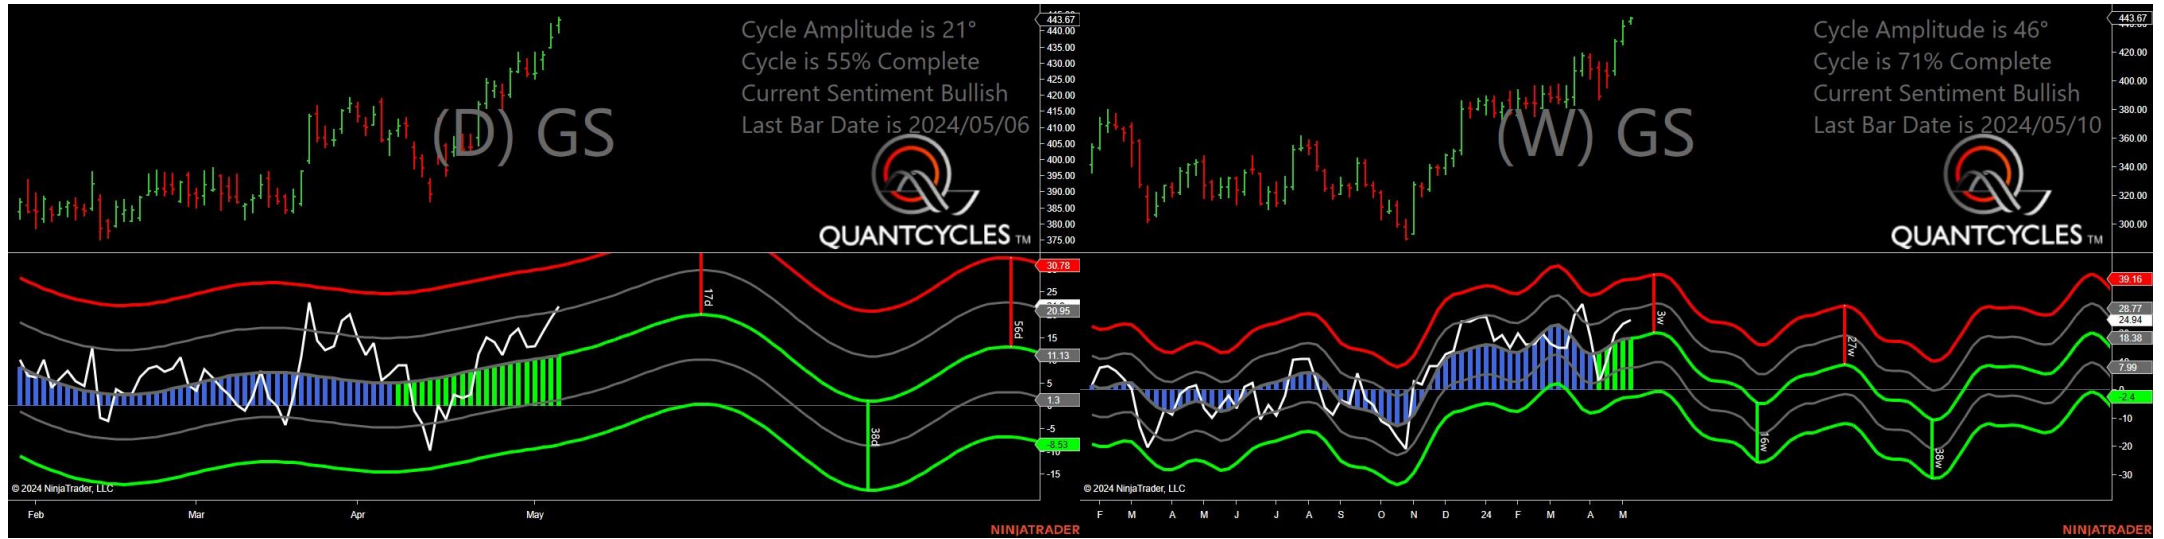 Cycle Amplitude is 21°
Cycle is 55% Complete
Current Sentiment Bullish
Last Bar Date is 2024/05/06
(D) GS
QUANTCYCLES TM
443.67
440.00
435.00
430.00
425.00
420.00
415.00
410.00
405.00
400.00
395.00
390.00
385.00
380.00
375.00
30.78
25
20.95
15
11.13
5
1.3
-5
-8.53
-15
17d
38d
56d
© 2024 NinjaTrader, LLC
Feb Mar Apr May
NINJATRADER
Cycle Amplitude is 46°
Cycle is 71% Complete
Current Sentiment Bullish
Last Bar Date is 2024/05/10
(W) GS
QUANTCYCLES TM
443.67
420.00
400.00
380.00
360.00
340.00
320.00
300.00
39.16
28.77
24.94
18.38
7.99
-2.4
-10
-20
-30
3w
16w
27w
38w
© 2024 NinjaTrader, LLC
F M A M J J A S O N D 24 F M A M
NINJATRADER